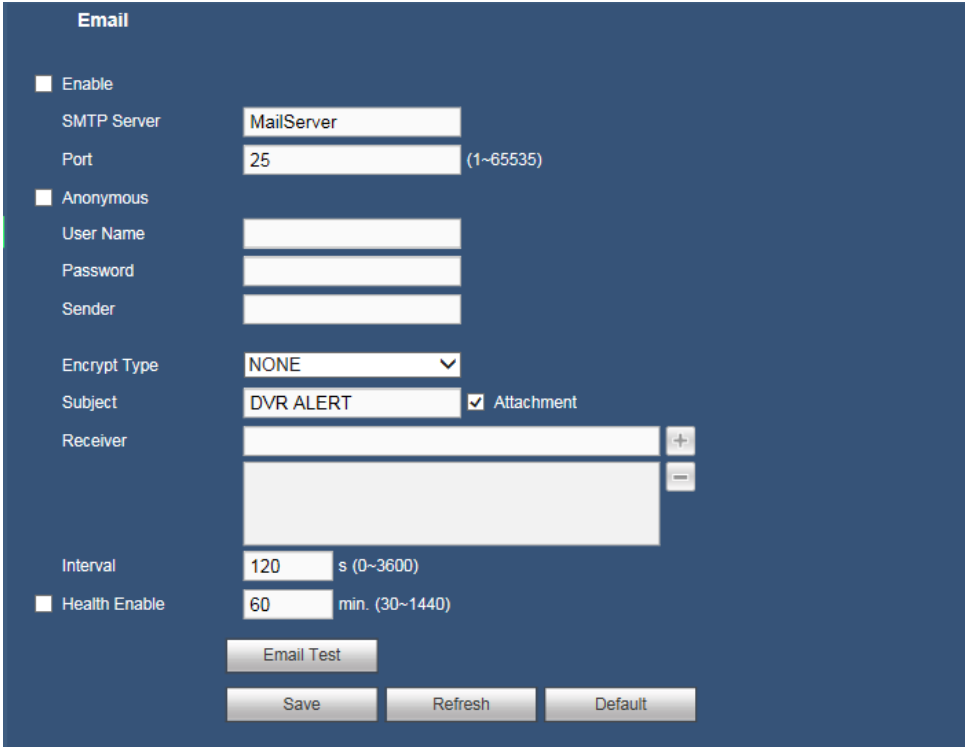 Email
Enable
SMTP Server MailServer
Port 25 (1~65535)
Anonymous
User Name
Password
Sender
Encrypt Type NONE
Subject DVR ALERT Attachment
Receiver
Interval 120 s (0~3600)
Health Enable 60 min. (30~1440)
Email Test
Save Refresh Default